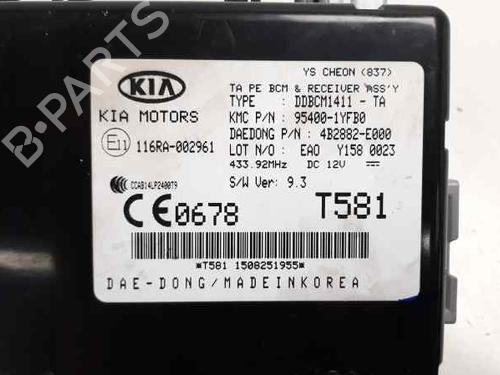 B-PARTS
YS CHEON (837)
KIA
TA PE BCM & RECEIVER ASS'Y
TYPE : DDBCM1411 - TA
KIA MOTORS
KMC P/N : 95400-1YFB0
DAEDONG P/N : 4B2882-E000
E11 116RA-002961
LOT N/O : EAO Y158 0023
433.92MHz DC 12V
CCAB14LP2400T9
S/W Ver: 9.3
CE0678
T581
*T581 1508251955*
DAE-DONG/MADEINKOREA